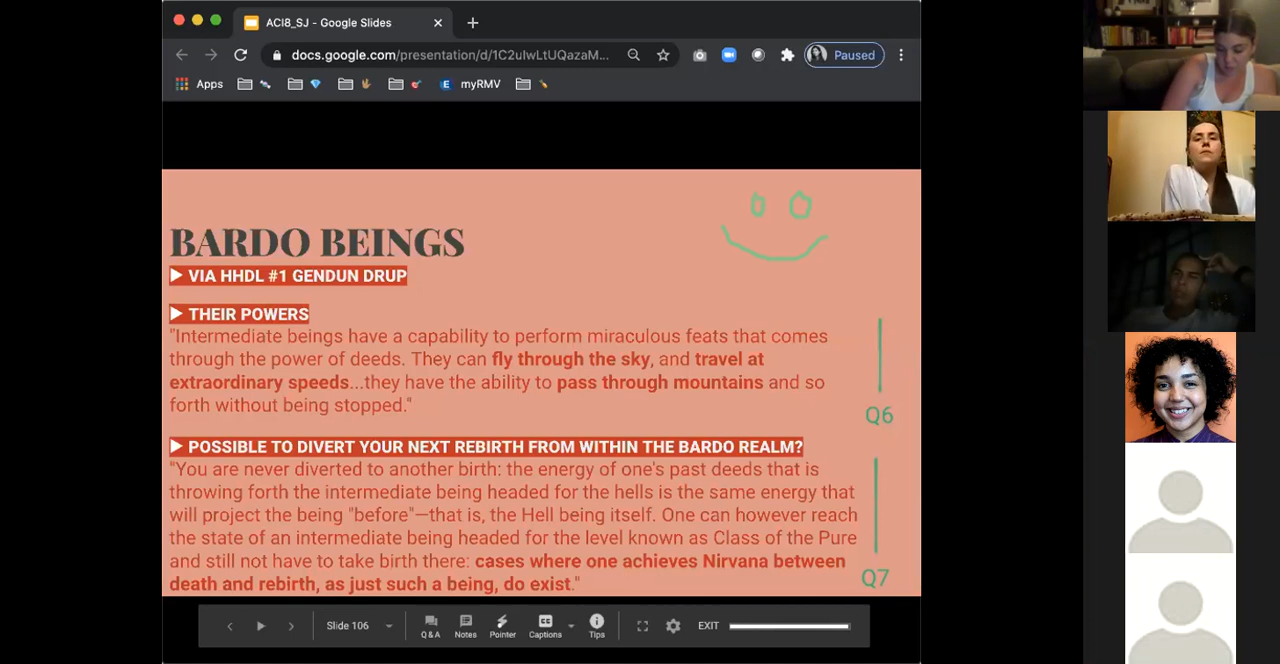 ACI8_SJ - Google Slides
docs.google.com/presentation/d/1C2ulwLtUQazaM...
Paused
Apps
myRMV
BARDO BEINGS
▶ VIA HHDL #1 GENDUN DRUP
▶ THEIR POWERS
"Intermediate beings have a capability to perform miraculous feats that comes
through the power of deeds. They can fly through the sky, and travel at
extraordinary speeds...they have the ability to pass through mountains and so
forth without being stopped."
Q6
▶ POSSIBLE TO DIVERT YOUR NEXT REBIRTH FROM WITHIN THE BARDO REALM?
"You are never diverted to another birth: the energy of one's past deeds that is
throwing forth the intermediate being headed for the hells is the same energy that
will project the being "before"—that is, the Hell being itself. One can however reach
the state of an intermediate being headed for the level known as Class of the Pure
and still not have to take birth there: cases where one achieves Nirvana between
death and rebirth, as just such a being, do exist."
Q7
Slide 106
Q & A
Notes
Pointer
Captions
Tips
EXIT